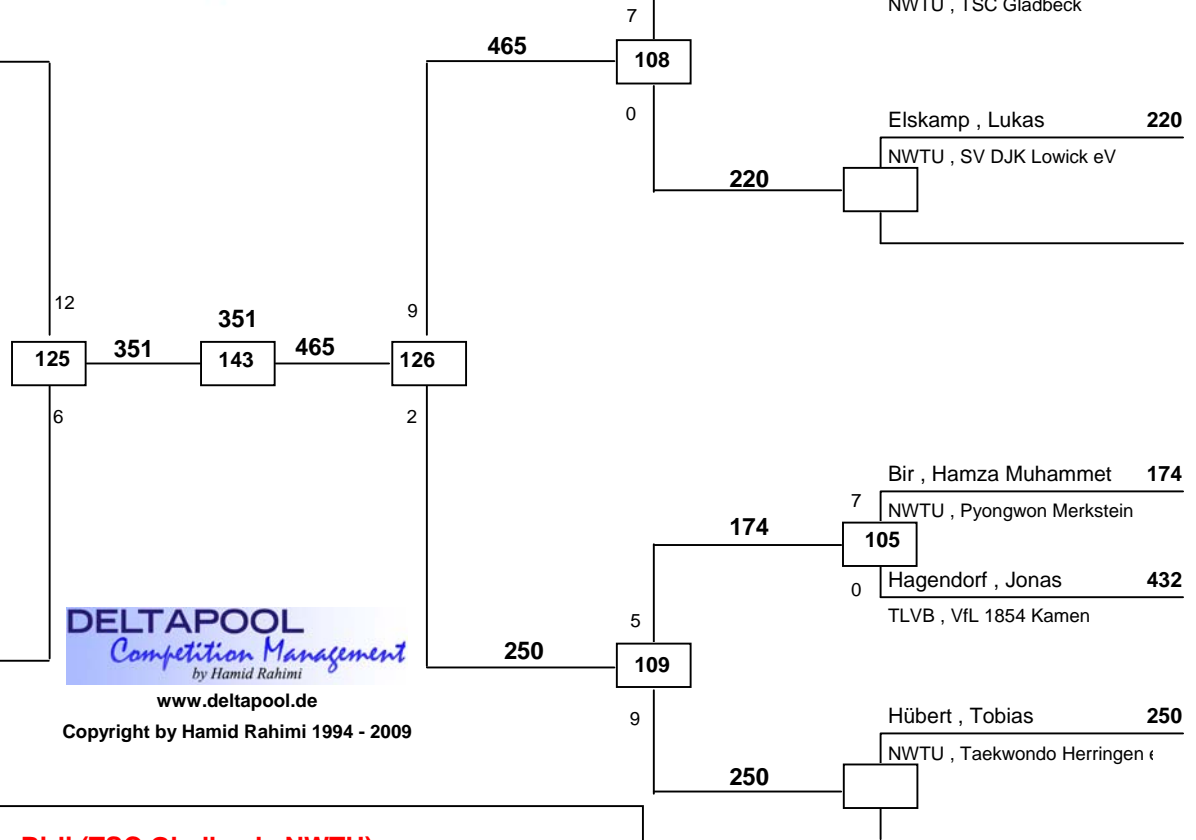 NWTU , TSC Gladbeck
7
465
108
0
Elskamp , Lukas 220
NWTU , SV DJK Lowick eV
220
12
9
351
125 351 143 465 126
6
2
Bir , Hamza Muhammet 174
7
NWTU , Pyongwon Merkstein
174
105
Hagendorf , Jonas 432
0
TLVB , VfL 1854 Kamen
DELTAPOOL
Competition Management
by Hamid Rahimi
5
250
109
www.deltapool.de
Copyright by Hamid Rahimi 1994 - 2009
9
Hübert , Tobias 250
NWTU , Taekwondo Herringen
250